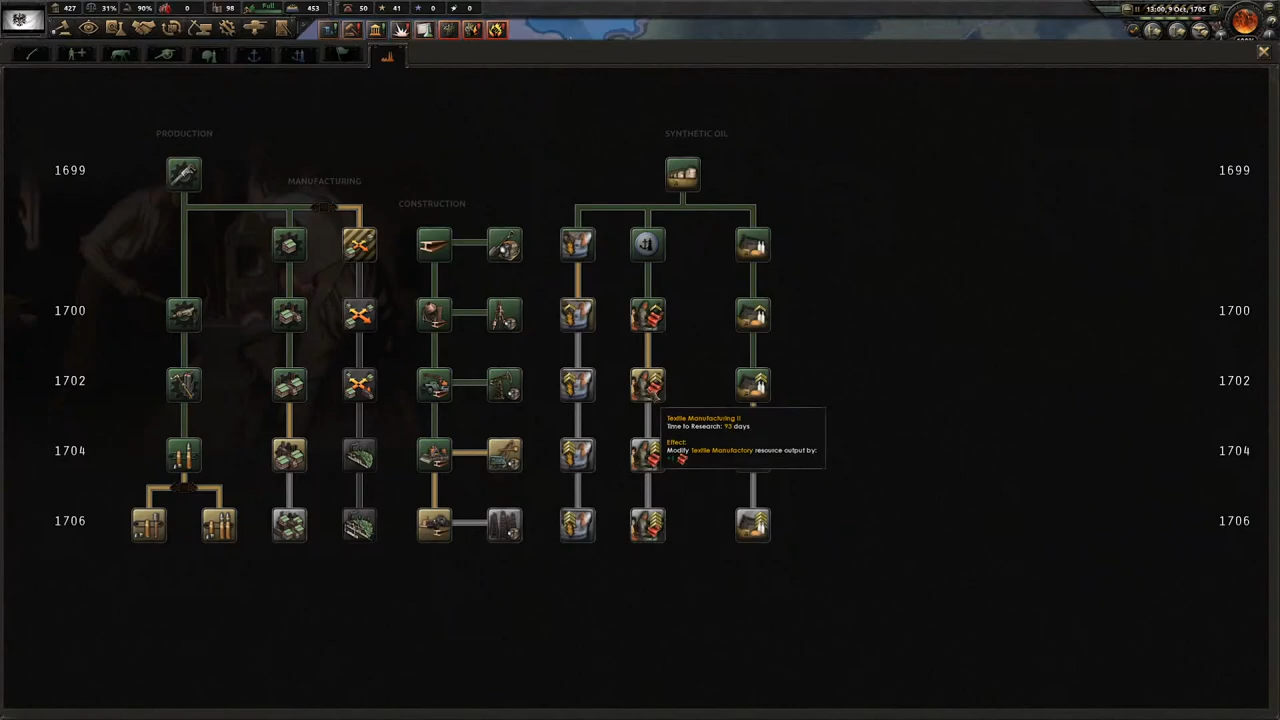 427 31% 90% 0 98 Full 453 50 41 0 0 13:00, 9 Oct, 1705
100%
PRODUCTION SYNTHETIC OIL
1699 1699
MANUFACTURING
CONSTRUCTION
1700 1700
1702 1702
Textile Manufacturing II
Time to Research: 93 days
Effect:
Modify Textile Manufactory resource output by:
1704 1704
1706 1706